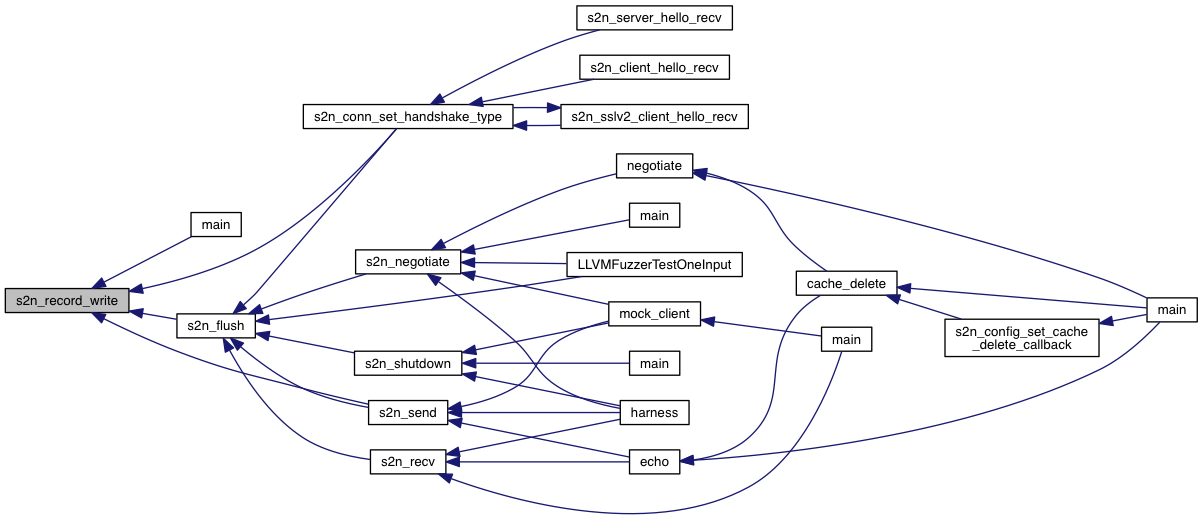 s2n_server_hello_recv
s2n_client_hello_recv
s2n_conn_set_handshake_type
s2n_sslv2_client_hello_recv
negotiate
main
main
s2n_negotiate
LLVMFuzzerTestOneInput
cache_delete
s2n_record_write
mock_client
main
s2n_flush
s2n_config_set_cache
_delete_callback
main
s2n_shutdown
main
s2n_send
harness
s2n_recv
echo